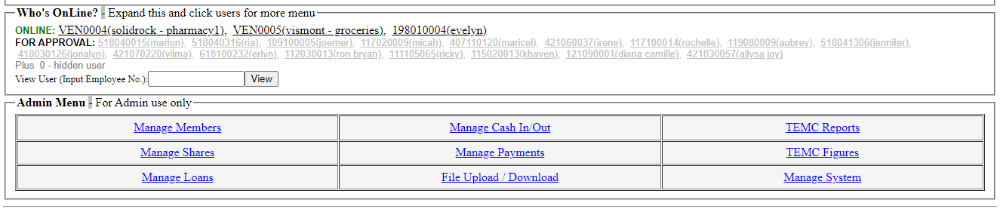 Who's OnLine? - Expand this and click users for more menu
ONLINE: VEN0004(solidrock - pharmacy1), VEN0005(vismont - groceries), 198010004(evelyn)
FOR APPROVAL: 518040015(marlon), 518040316(ria), 109100005(joemer), 117020009(micah), 407110120(maricel), 421060037(irene), 117100014(rochelle), 119080009(aubrey), 518041306(jennifer),
418030126(jonalyn), 421070220(vilma), 618100232(erlyn), 112030013(ron bryan), 111105065(ricky), 115020013(khaven), 121090001(diana camille), 421030057(allysa joy)
Plus 0 - hidden user
View User (Input Employee No.): View
Admin Menu - For Admin use only
Manage Members Manage Cash In/Out TEMC Reports
Manage Shares Manage Payments TEMC Figures
Manage Loans File Upload / Download Manage System